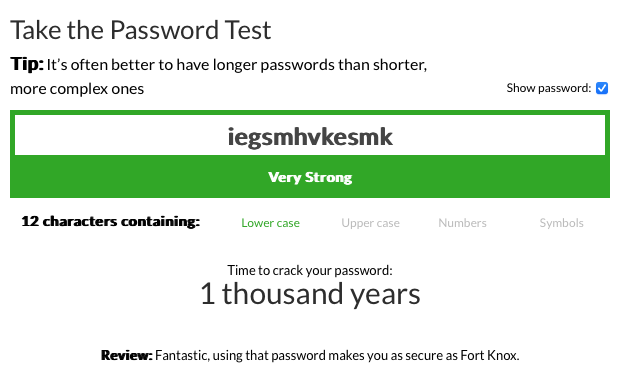 Take the Password Test
Tip: It's often better to have longer passwords than shorter,
more complex ones
Show password:
iegsmhvkesmk
Very Strong
12 characters containing: Lower case Upper case Numbers Symbols
Time to crack your password:
1 thousand years
Review: Fantastic, using that password makes you as secure as Fort Knox.